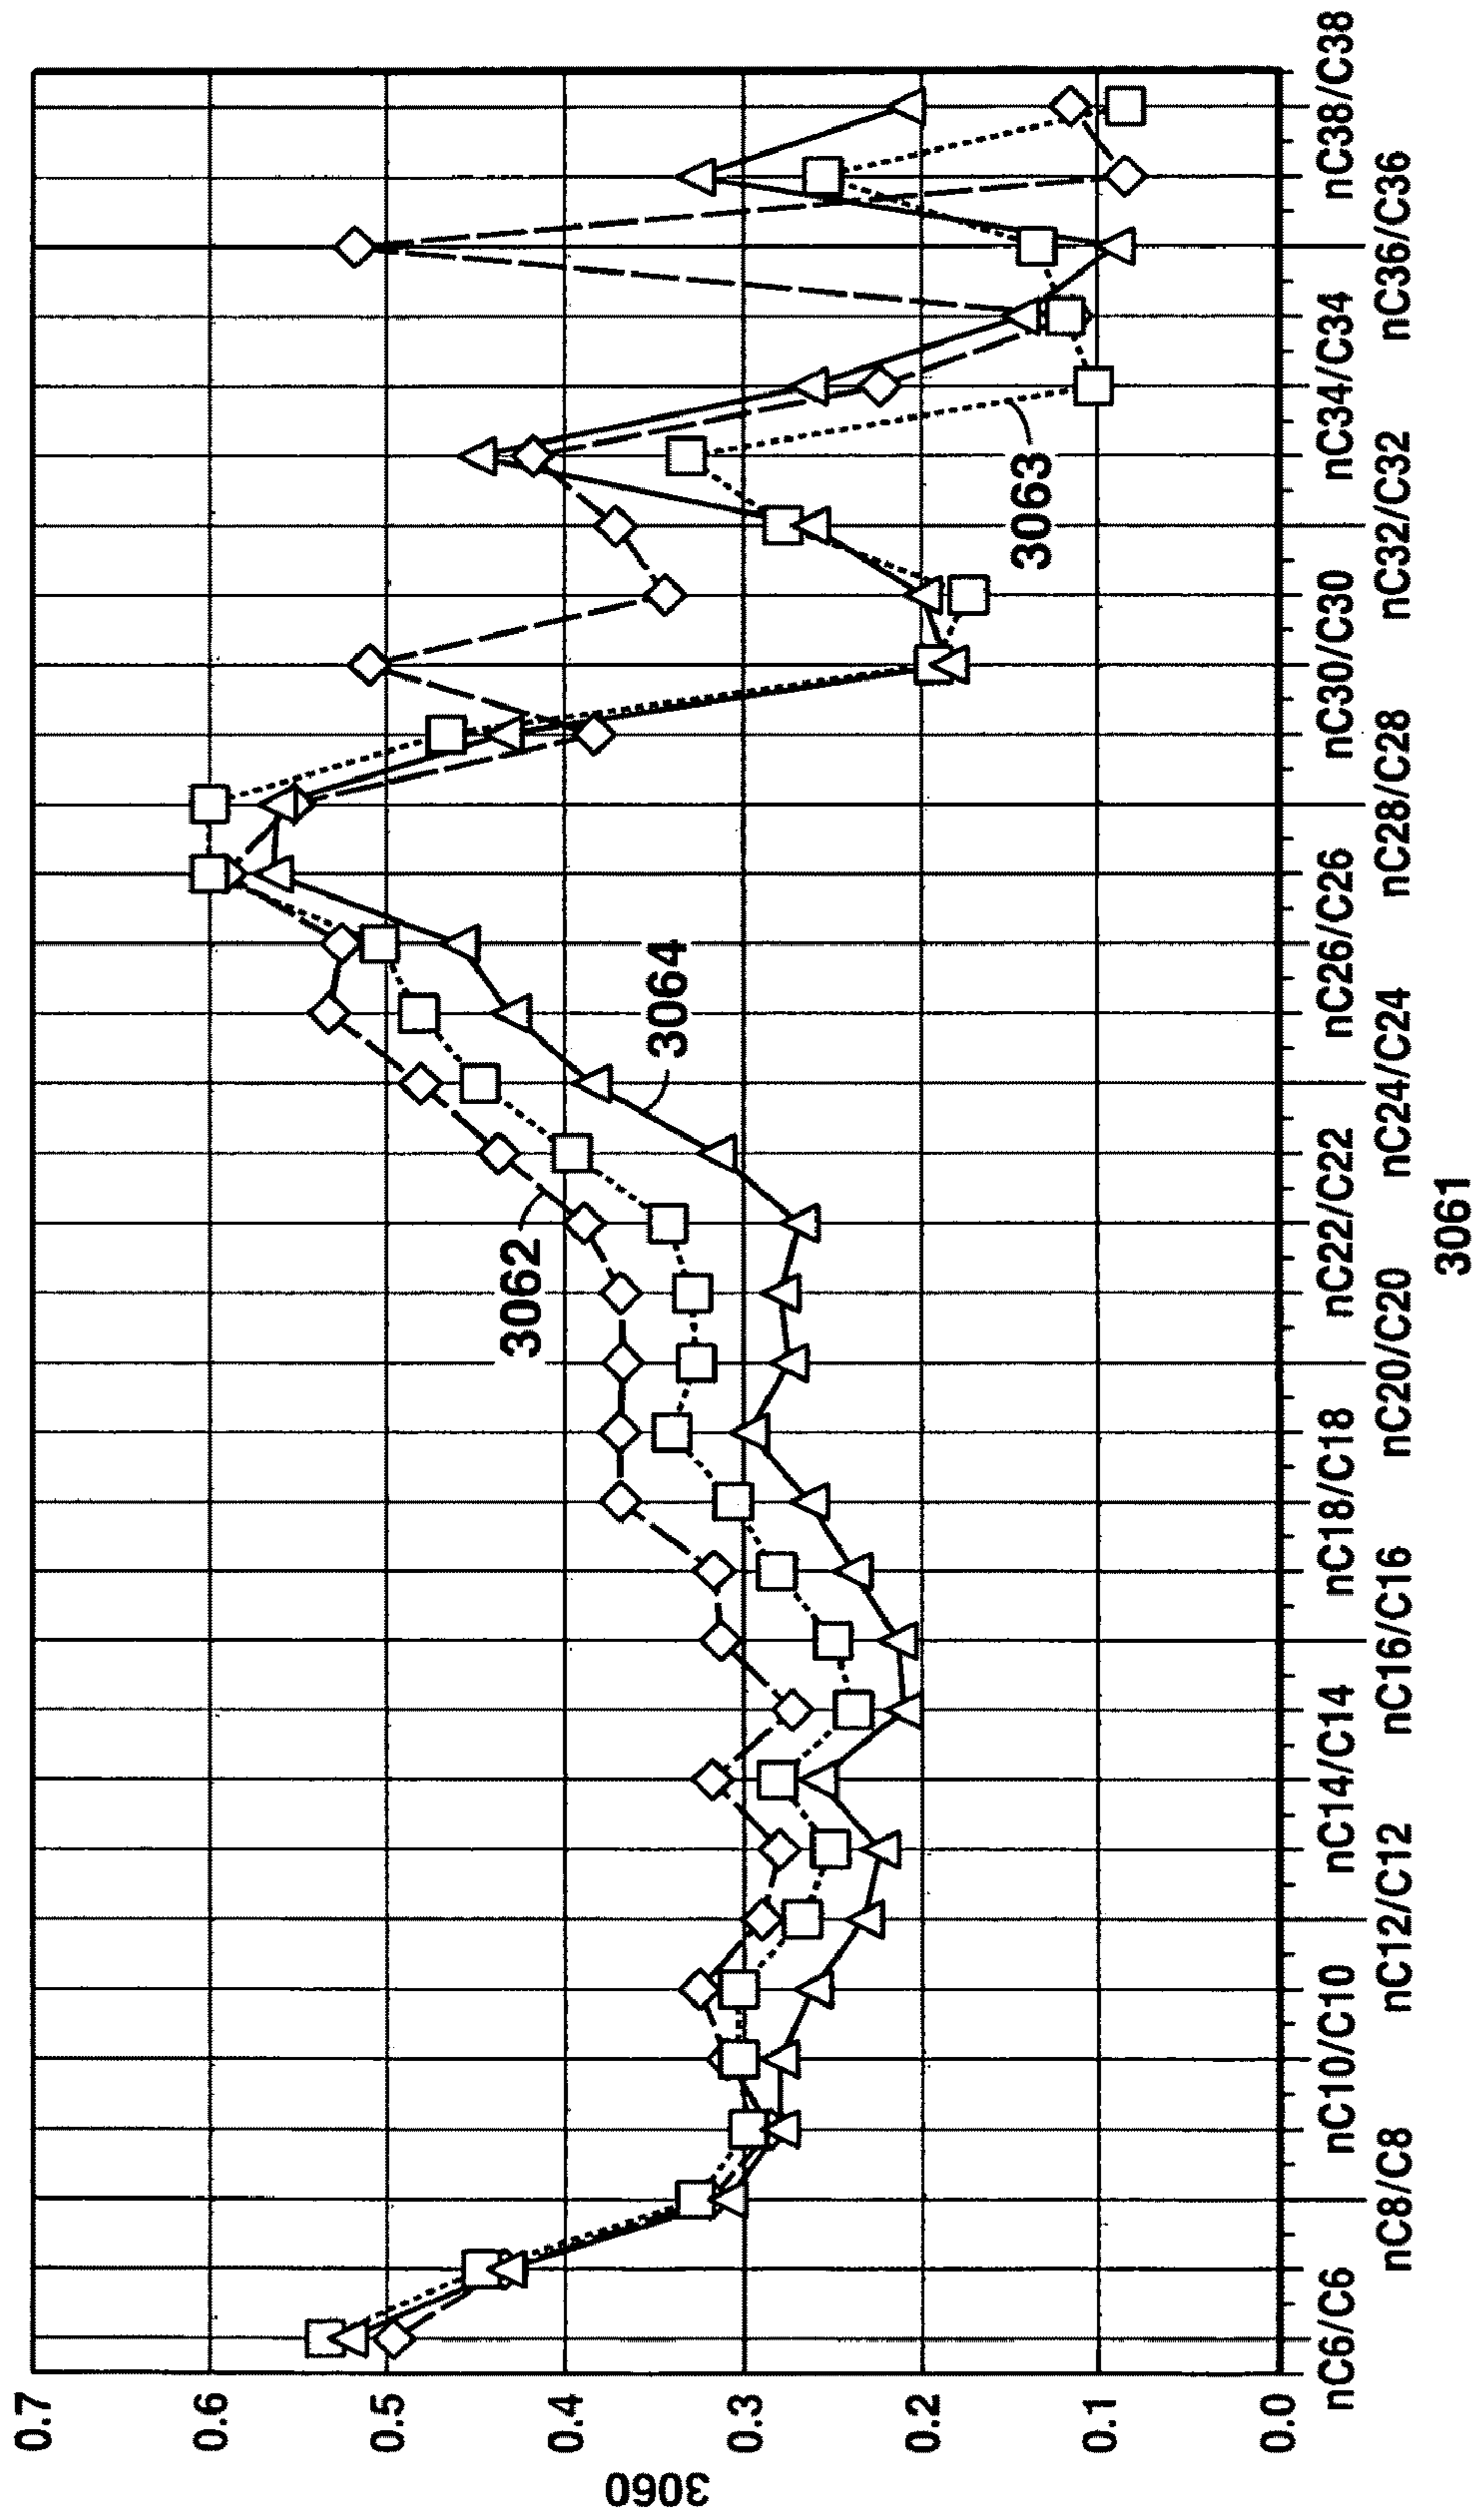 0.7
0.6
0.5
0.4
0.3
0.2
0.1
0.0
3060
3062
3064
3063
nC6/C6
nC8/C8
nC10/C10
nC12/C12
nC14/C14
nC16/C16
nC18/C18
nC20/C20
nC22/C22
nC24/C24
nC26/C26
nC28/C28
nC30/C30
nC32/C32
nC34/C34
nC36/C36
nC38/C38
3061